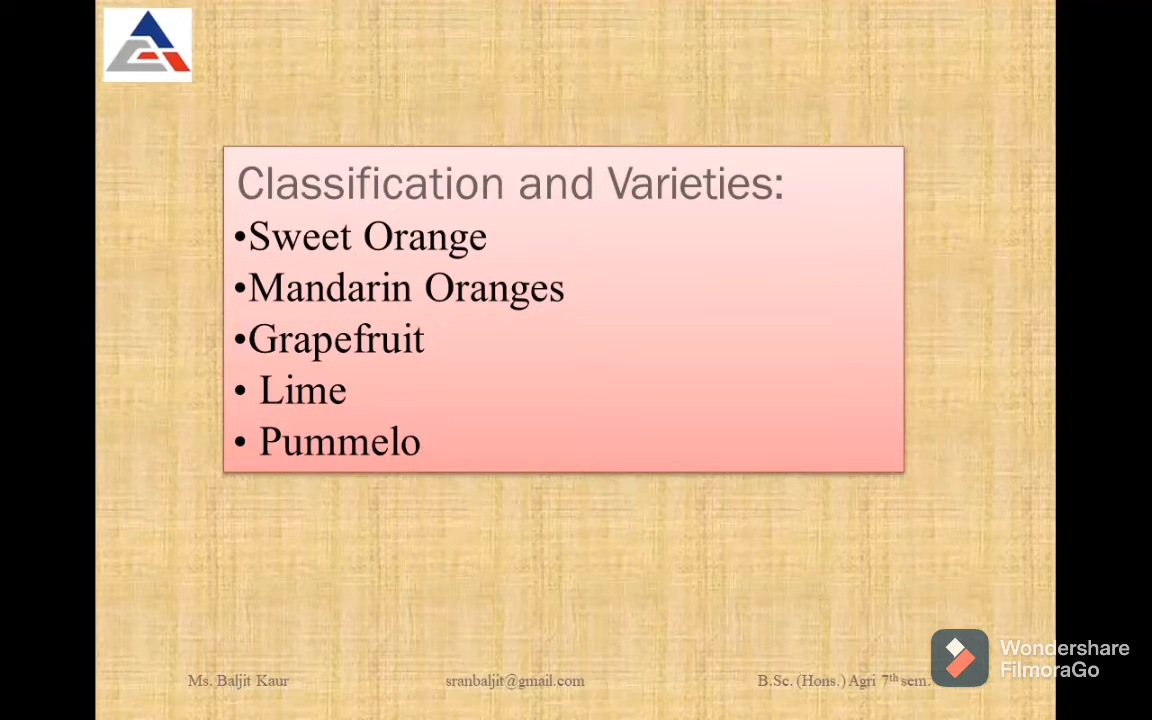 Classification and Varieties:
•Sweet Orange
•Mandarin Oranges
•Grapefruit
• Lime
• Pummelo
Ms. Baljit Kaur sranbaljit@gmail.com B.Sc. (Hons.) Agri 7th sem.
Wondershare
FilmoraGo